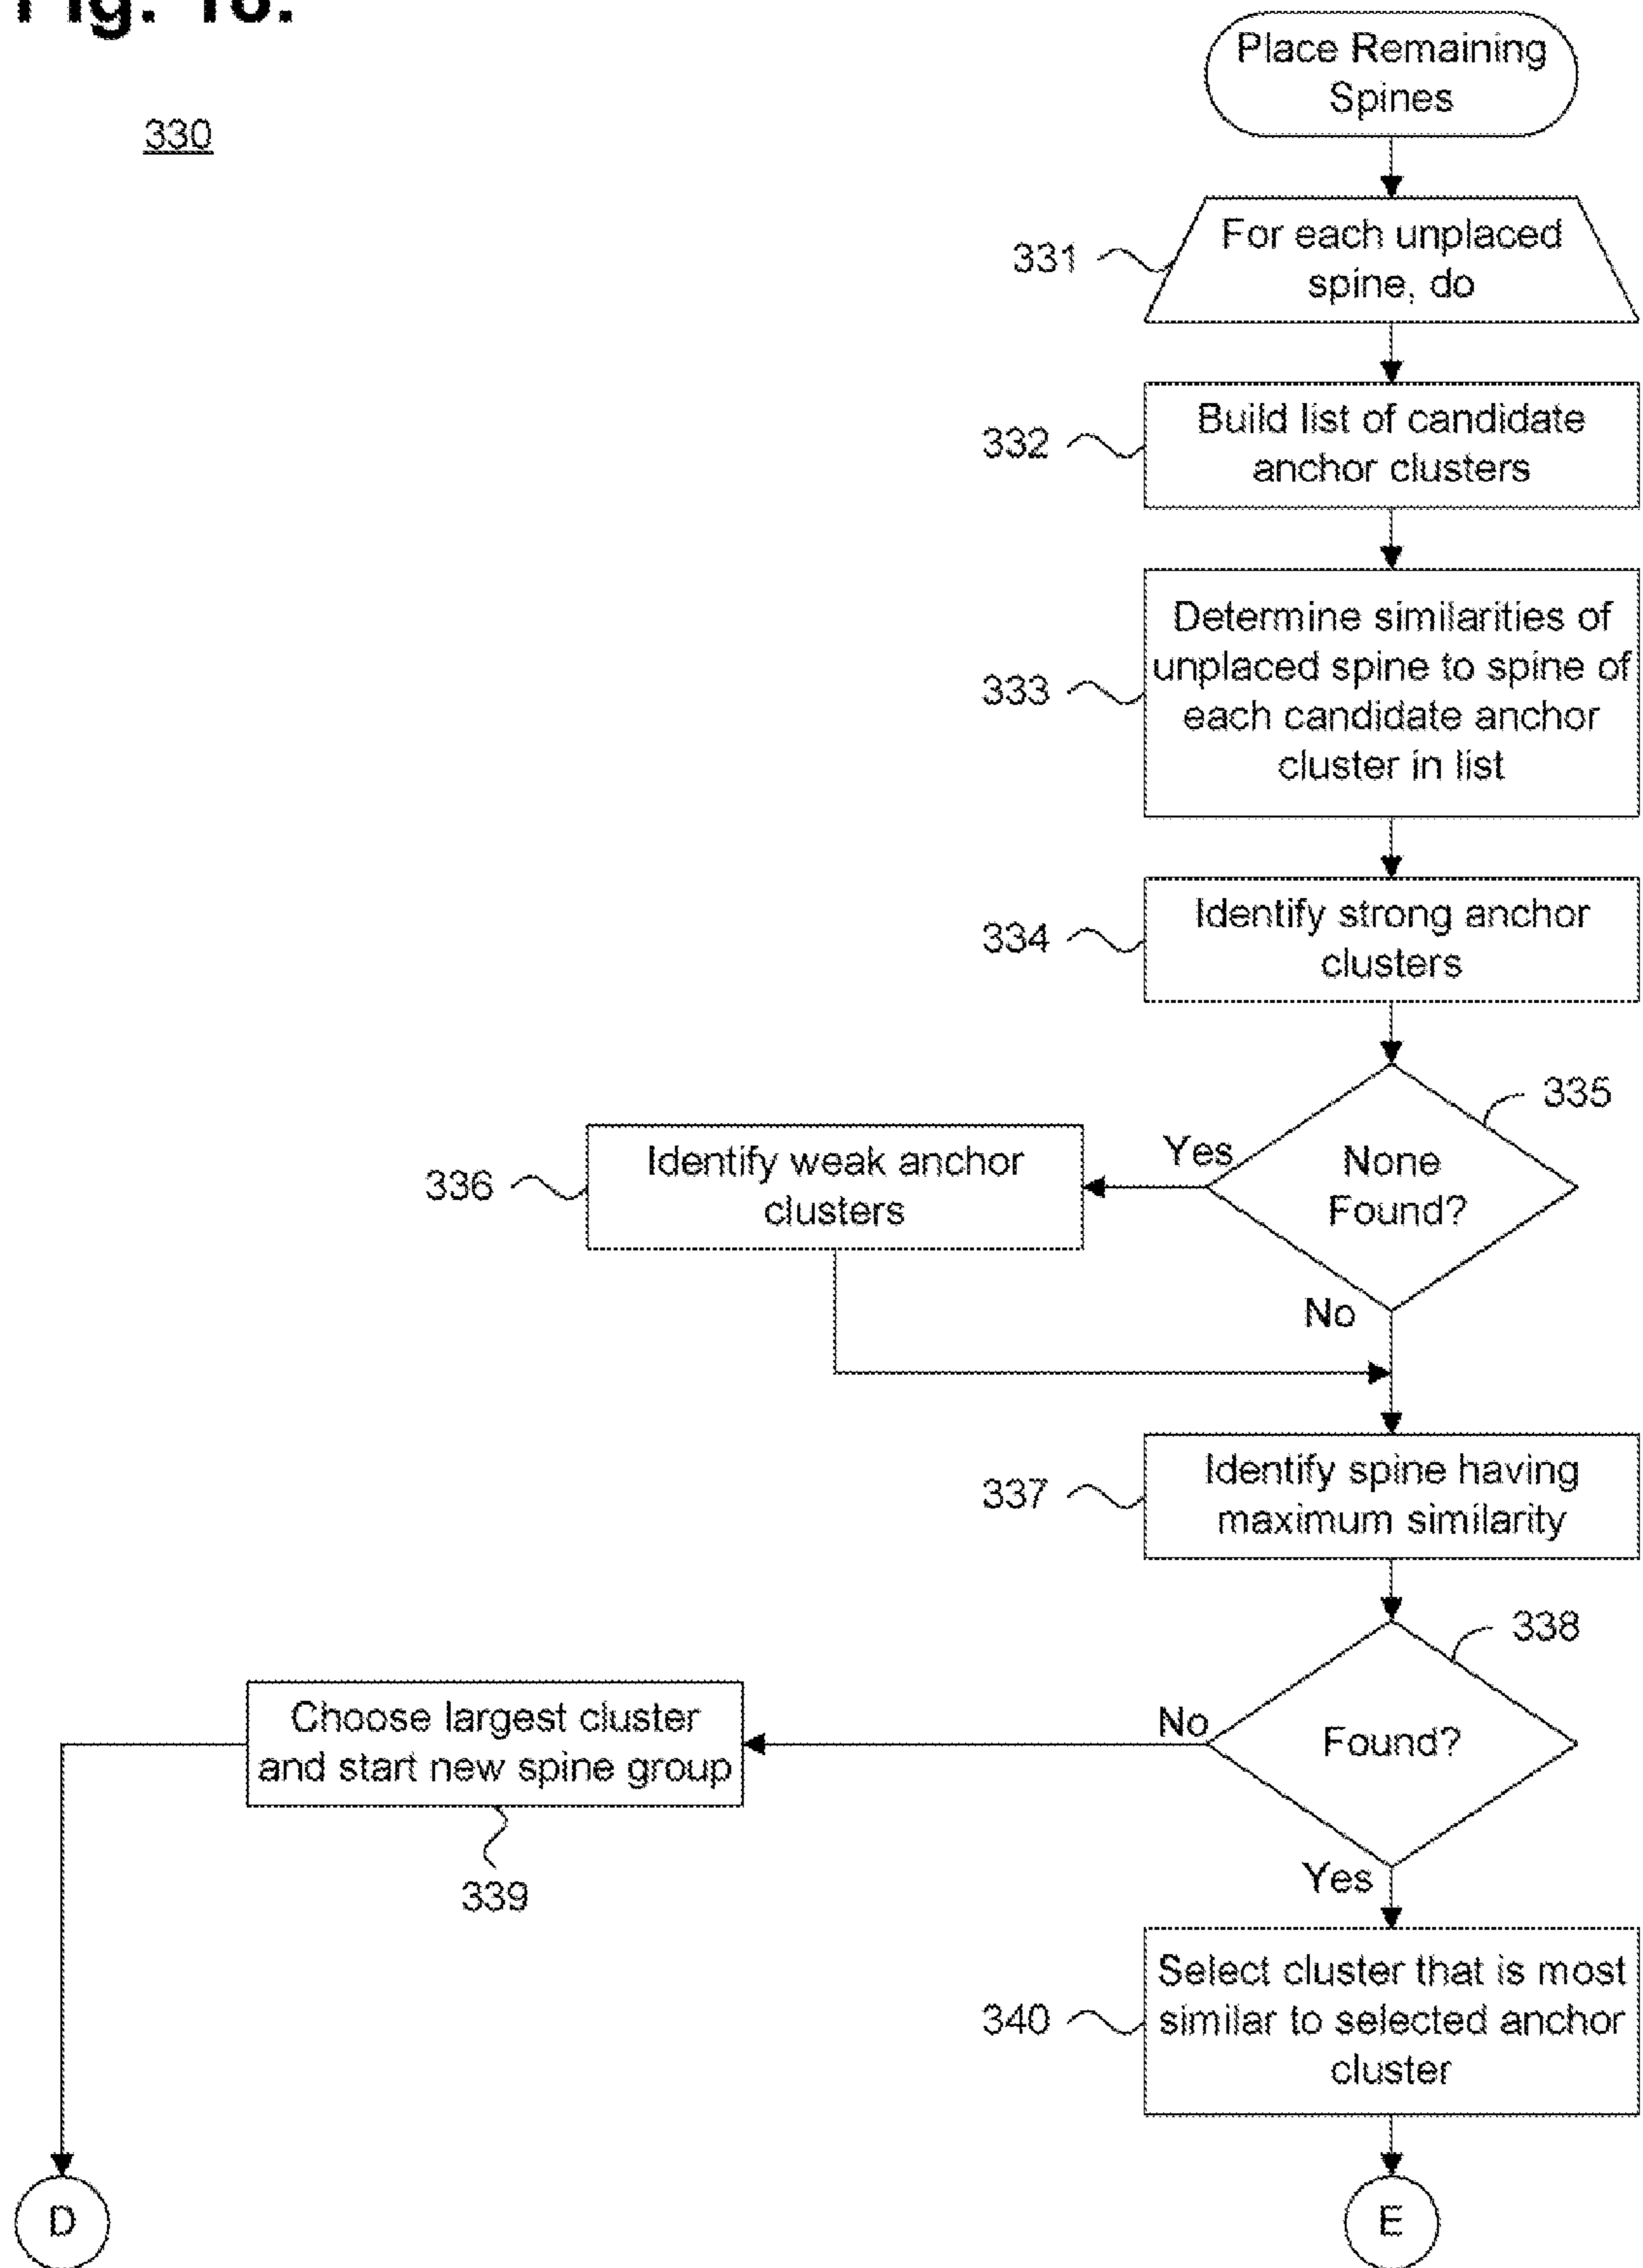 Fig. 18.
330
Place Remaining
Spines
331
For each unplaced
spine, do
332
Build list of candidate
anchor clusters
333
Determine similarities of
unplaced spine to spine of
each candidate anchor
cluster in list
334
Identify strong anchor
clusters
335
None
Found?
Yes
336
Identify weak anchor
clusters
No
337
Identify spine having
maximum similarity
338
Found?
No
Choose largest cluster
and start new spine group
339
Yes
340
Select cluster that is most
similar to selected anchor
cluster
D
E